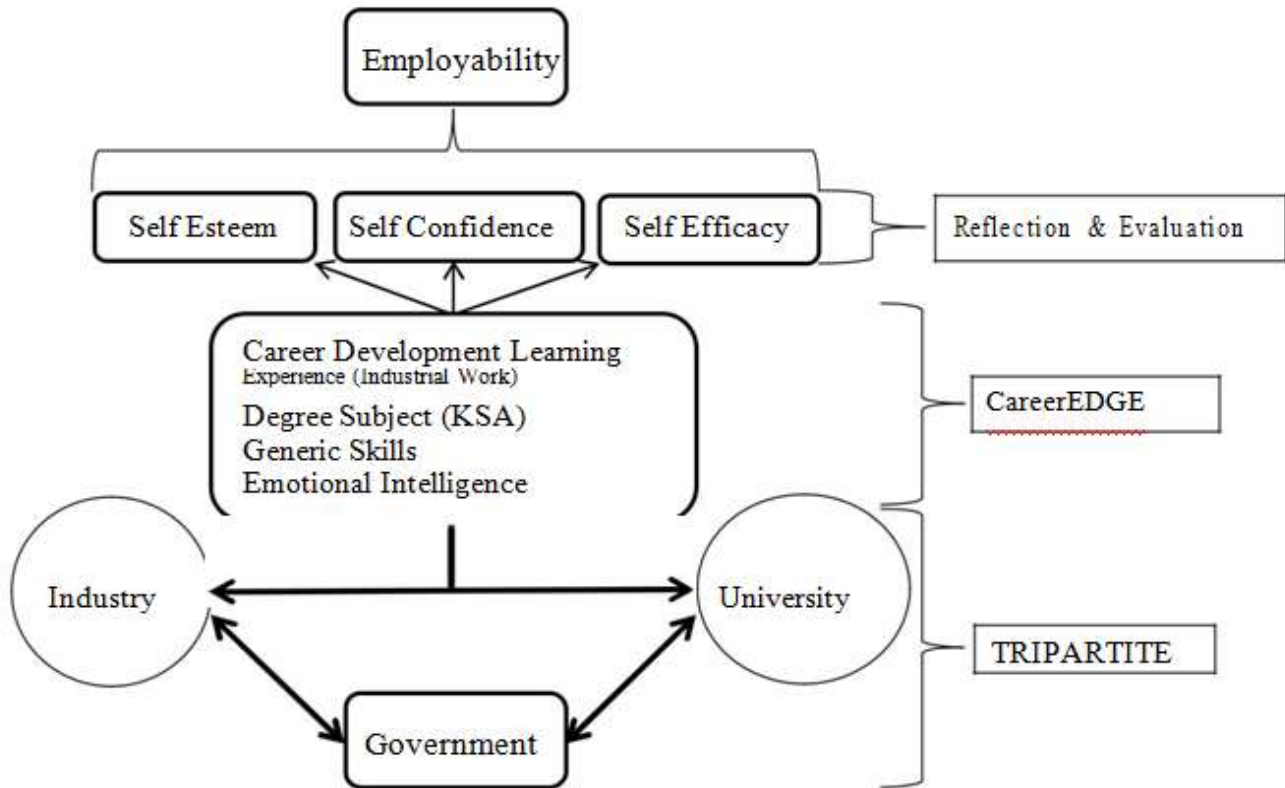 Employability
Self Esteem
Self Confidence
Self Efficacy
Reflection & Evaluation
Career Development Learning
Experience (Industrial Work)
Degree Subject (KSA)
Generic Skills
Emotional Intelligence
CareerEDGE
Industry
University
TRIPARTITE
Government